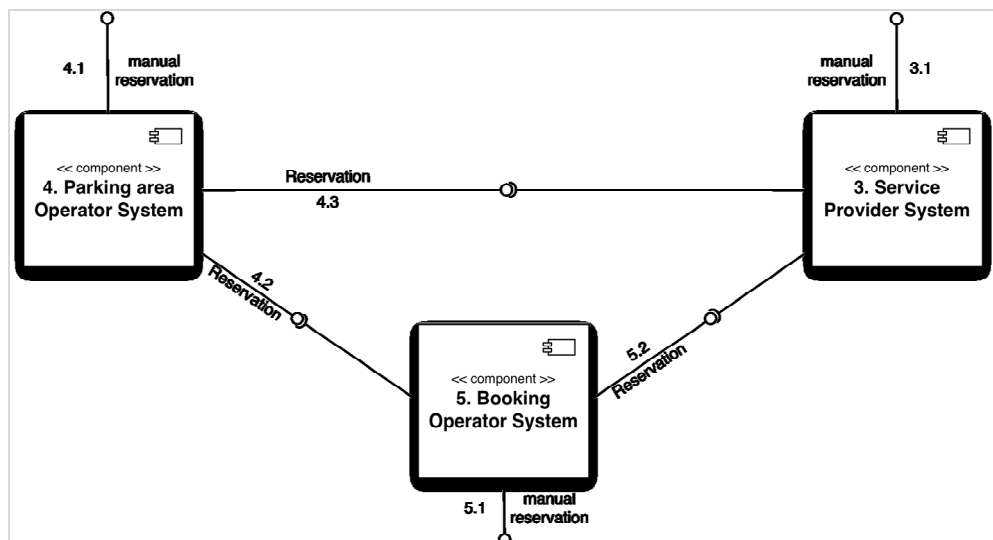 4.1
manual
reservation
manual
reservation
3.1
<< component >>
4. Parking area
Operator System
Reservation
4.3
<< component >>
3. Service
Provider System
4.2
Reservation
5.2
Reservation
<< component >>
5. Booking
Operator System
5.1
manual
reservation